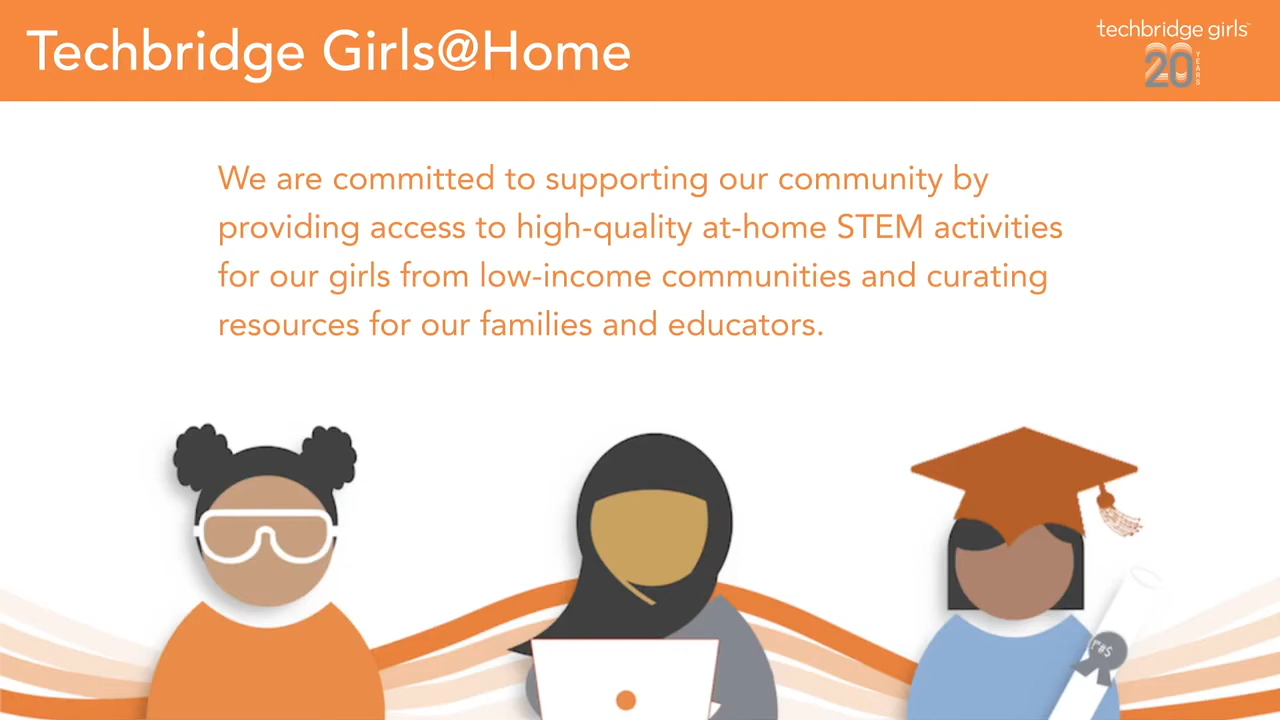 Techbridge Girls@Home
techbridge girls™
20 YEARS
We are committed to supporting our community by
providing access to high-quality at-home STEM activities
for our girls from low-income communities and curating
resources for our families and educators.